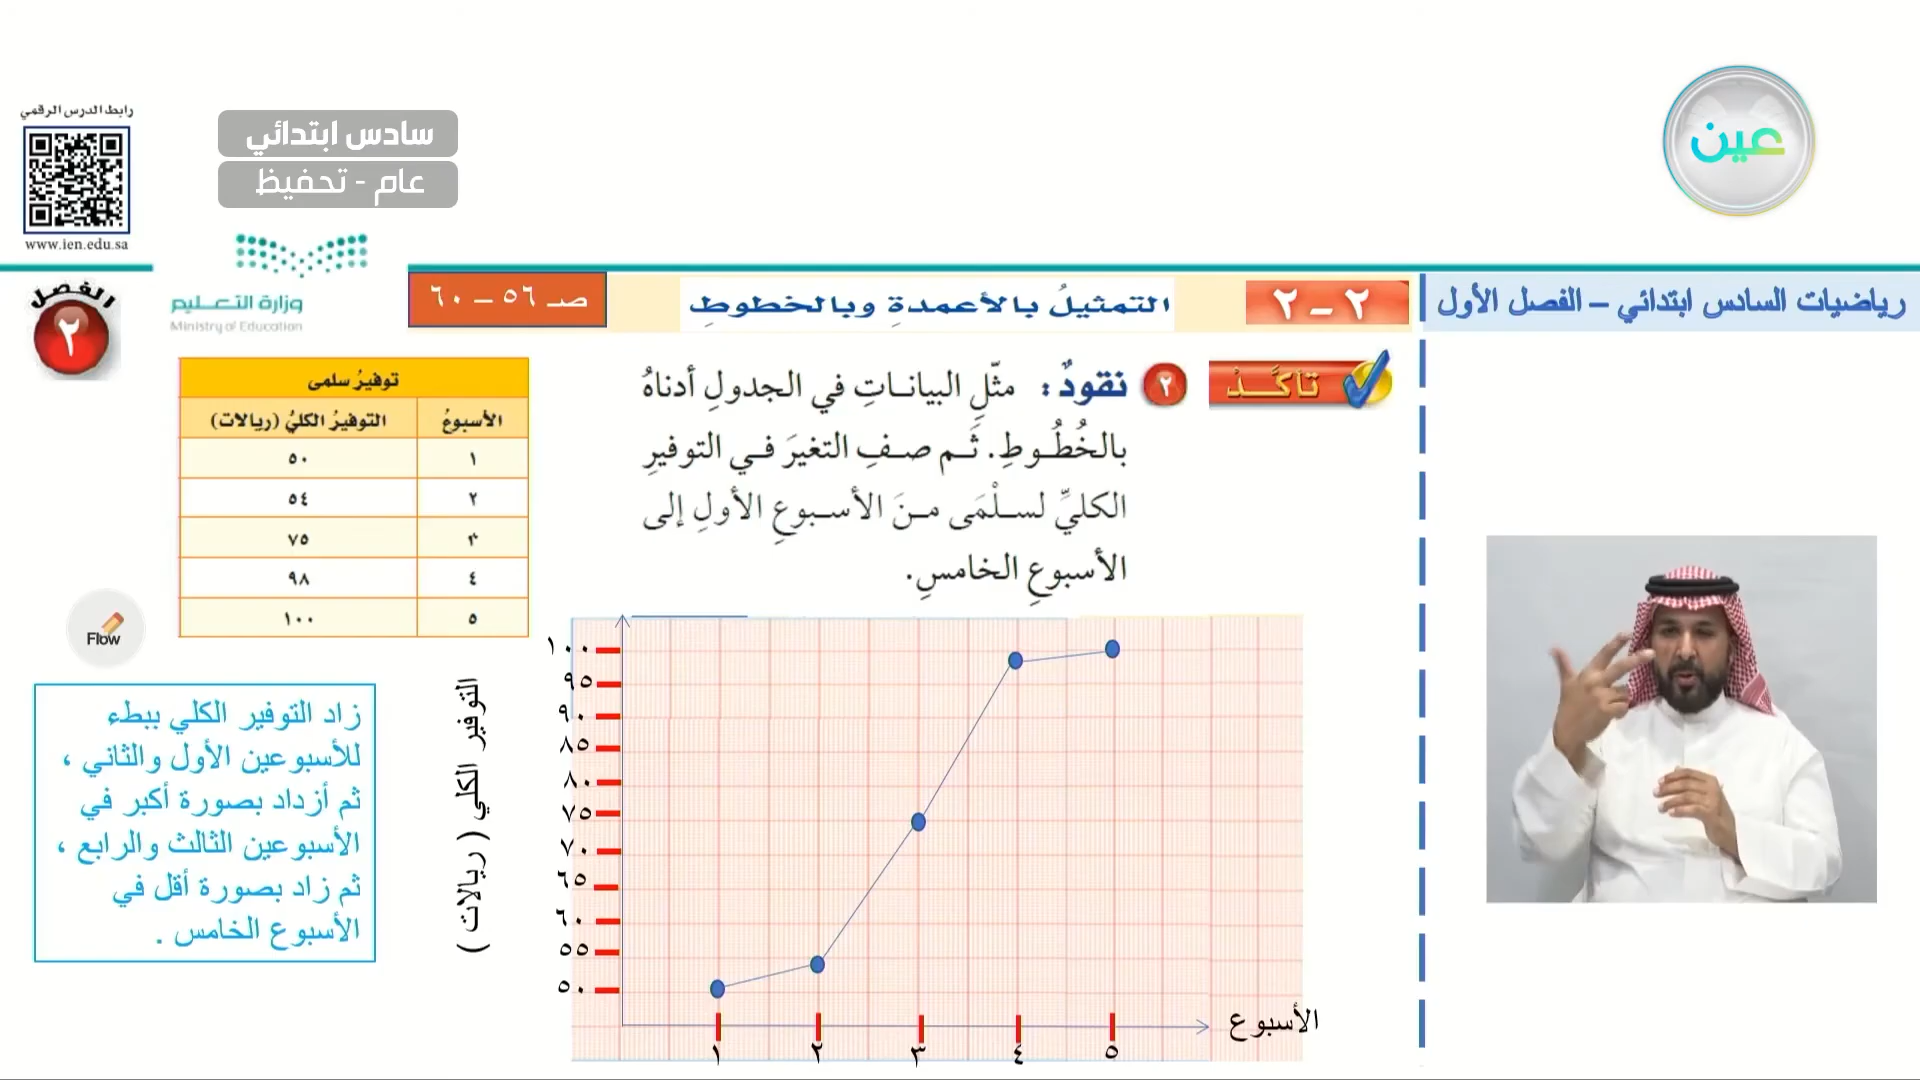 رابط الدرس الرقمي
www.ien.edu.sa
سادس ابتدائي
عام - تحفيظ
عين
وزارة التعليم
Ministry of Education
رياضيات السادس ابتدائي – الفصل الأول
٢ - ٢
التمثيلُ بالأعمدةِ وبالخطوطِ
صـ ٥٦ – ٦٠
الفصل
٢
تأكَّدْ
٢ نقودٌ: مثّلِ البياناتِ في الجدولِ أدناهُ
بالخُطُوطِ. ثَم صفِ التغيرَ في التوفيرِ
الكليِّ لسلْمَى منَ الأسبوعِ الأولِ إلى
الأسبوعِ الخامسِ.
توفيرُ سلمى
الأسبوعُ التوفيرُ الكليُّ (ريالات)
١ ٥٠
٢ ٥٤
٣ ٧٥
٤ ٩٨
٥ ١٠٠
Flow
زاد التوفير الكلي ببطء
للأسبوعين الأول والثاني ،
ثم أزداد بصورة أكبر في
الأسبوعين الثالث والرابع ،
ثم زاد بصورة أقل في
الأسبوع الخامس .
التوفير الكلي ( ريالات )
١٠٠
٩٥
٩٠
٨٥
٨٠
٧٥
٧٠
٦٥
٦٠
٥٥
٥٠
١ ٢ ٣ ٤ ٥
الأسبوع